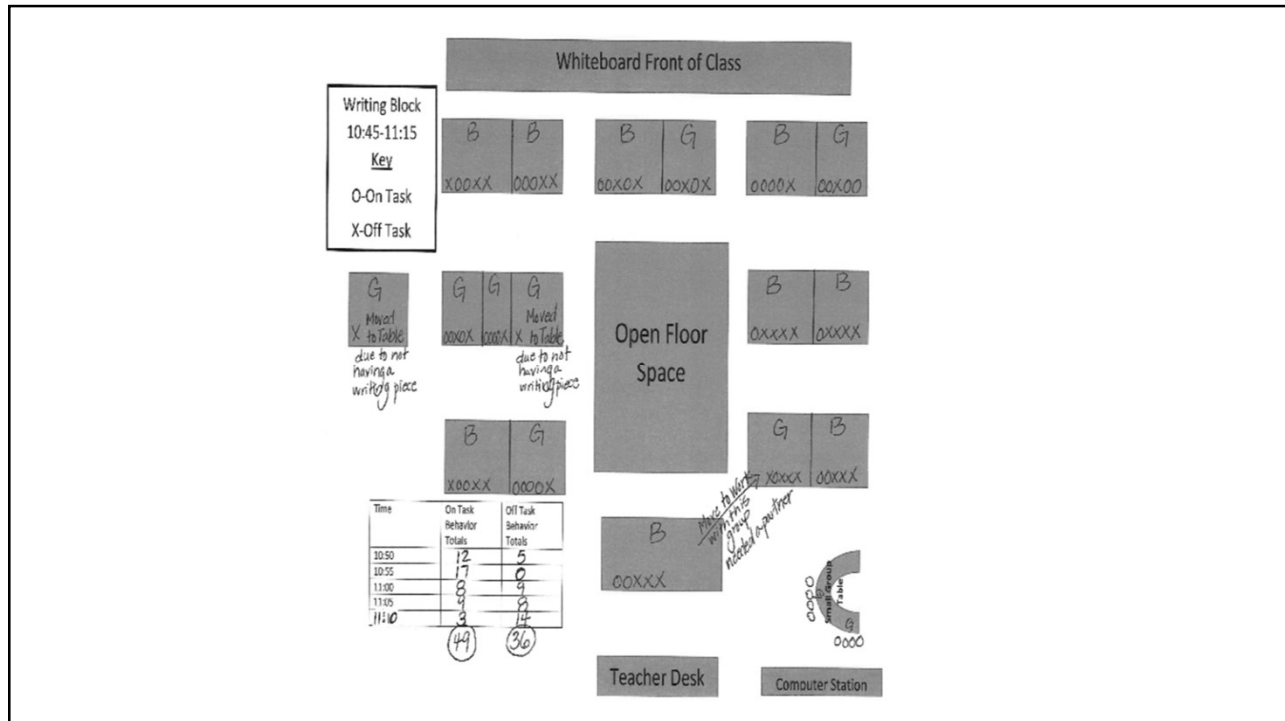 Whiteboard Front of Class
Writing Block
10:45-11:15
Key
O-On Task
X-Off Task
B B
XOOXX OOOXX
B G
OOXOX OOXOX
B G
OOOOX OOXOO
G
X Moved
to Table
due to not
having a
writing piece
G G G
OOXOX OOOX X Moved
to Table
due to not
having a
writing piece
Open Floor
Space
B B
OXXXX OXXXX
B G
XOOXX OOOOX
G B
XOXXX OOXXX
Move to Work
with this
group
needed a partner
B
OOXXX
Time On Task Behavior Totals Off Task Behavior Totals
10:50 12 5
10:55 17 0
11:00 8 9
11:05 9 8
11:10 3 14
49 36
Small Group
Table
OOOO
G
OOOO
Teacher Desk
Computer Station